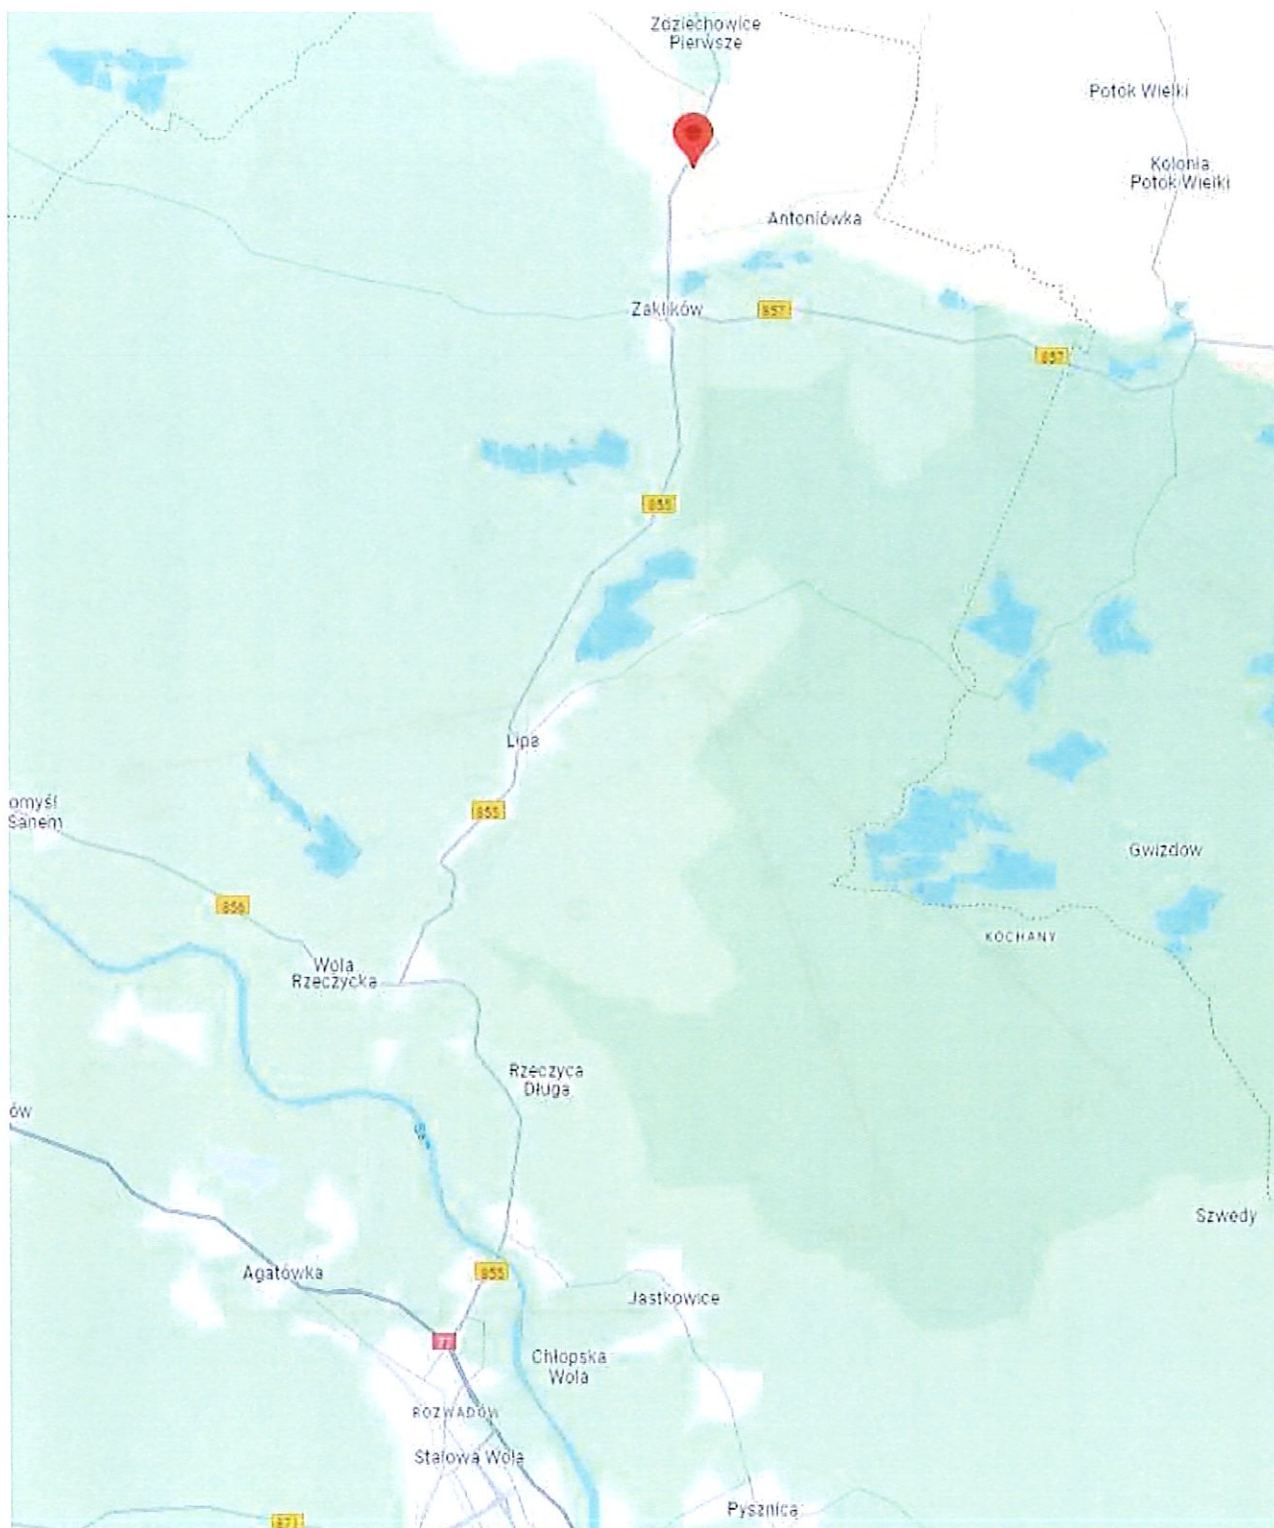 Zdziechowice
Pierwsze
Potok Wielki
Kolonia
Potok Wielki
Antoniówka
Zaklików
857
857
855
Lipa
855
omyśl
Sanem
Gwizdów
856
KOCHANY
Wola
Rzeczycka
Rzeczyca
Długa
ów
Szwedy
855
Agatówka
Jastkowice
77
Chłopska
Wola
ROZWADÓW
Stalowa Wola
Pysznica
871